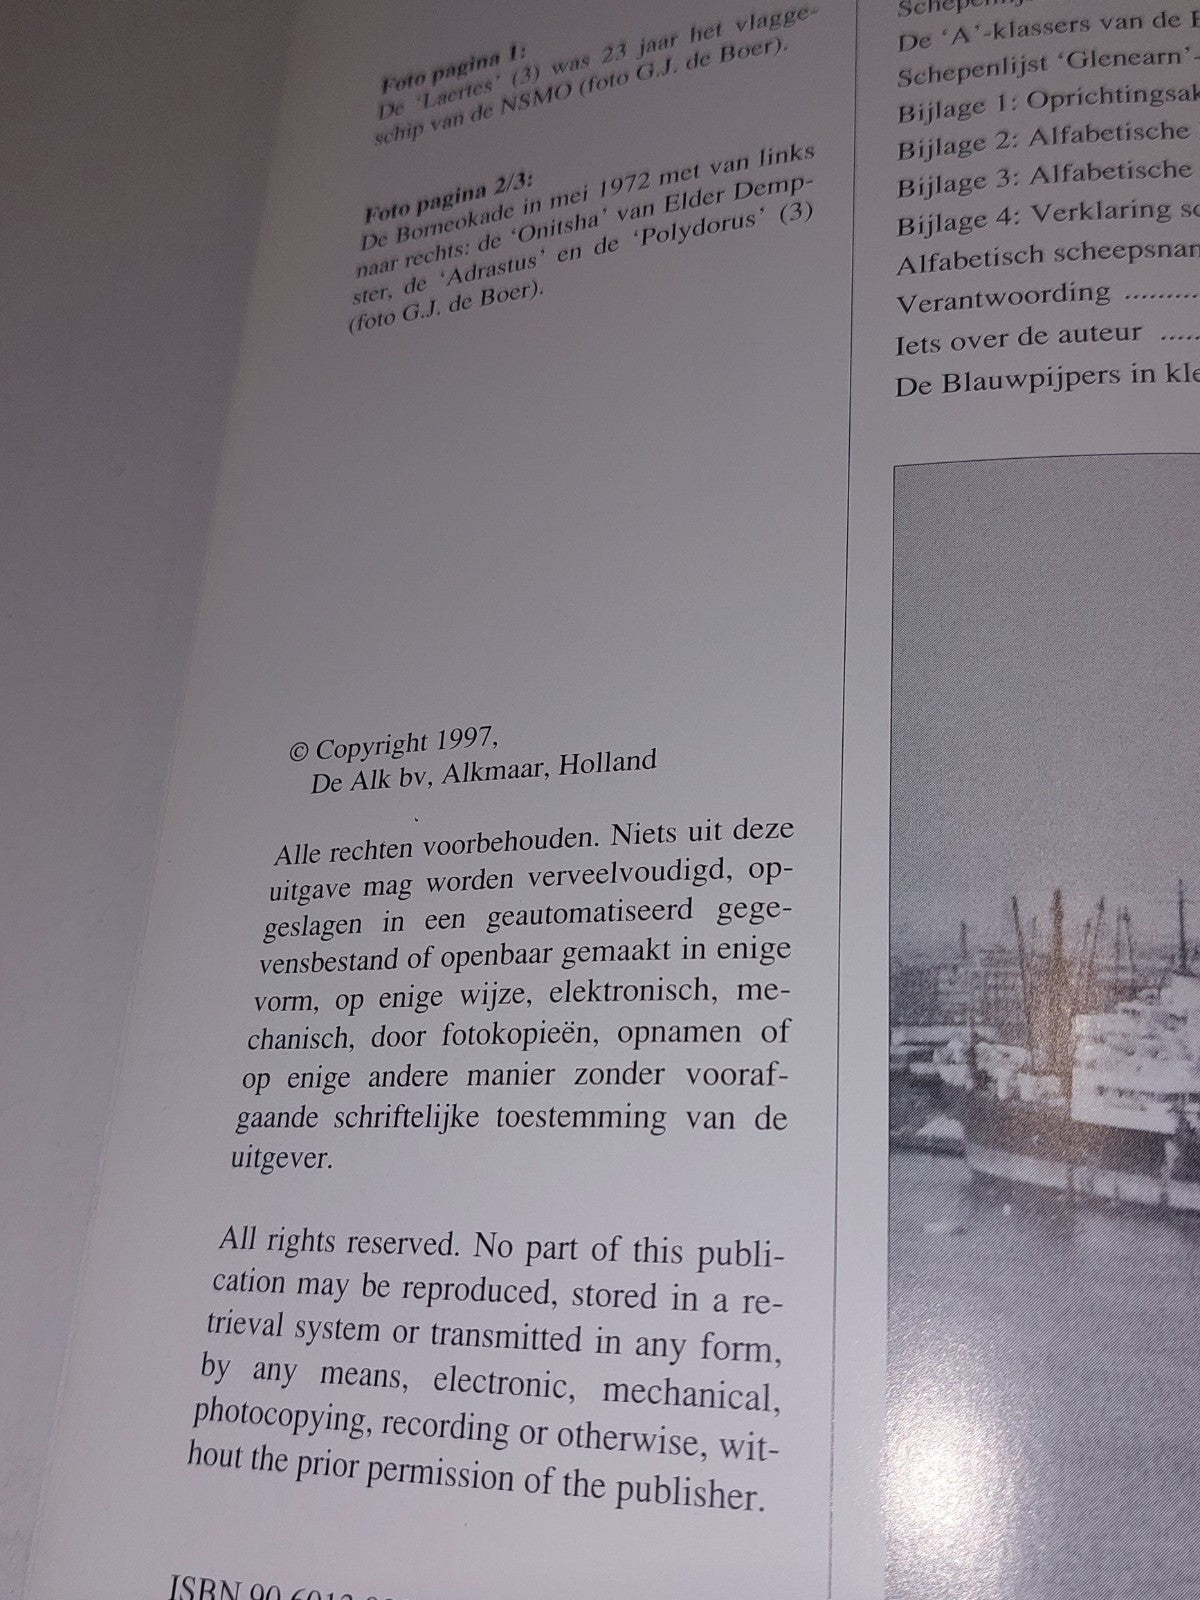 Foto pagina 1:
De 'Laertes' (3) was 23 jaar het vlagge-
schip van de NSMO (foto G.J. de Boer).
Foto pagina 2/3:
De Borneokade in mei 1972 met van links
naar rechts: de 'Onitsha' van Elder Demp-
ster, de 'Adrastus' en de 'Polydorus' (3)
(foto G.J. de Boer).
© Copyright 1997,
De Alk bv, Alkmaar, Holland
Alle rechten voorbehouden. Niets uit deze
uitgave mag worden verveelvoudigd, op-
geslagen in een geautomatiseerd gege-
vensbestand of openbaar gemaakt in enige
vorm, op enige wijze, elektronisch, me-
chanisch, door fotokopieën, opnamen of
op enige andere manier zonder vooraf-
gaande schriftelijke toestemming van de
uitgever.
All rights reserved. No part of this publi-
cation may be reproduced, stored in a re-
trieval system or transmitted in any form,
by any means, electronic, mechanical,
photocopying, recording or otherwise, wit-
hout the prior permission of the publisher.
ISBN 90 6013
De 'A'-klassers van de
Schepenlijst 'Glenearn'-
Bijlage 1: Oprichtingsak
Bijlage 2: Alfabetische
Bijlage 3: Alfabetische
Bijlage 4: Verklaring sc
Alfabetisch scheepsnam
Verantwoording ..........
Iets over de auteur .....
De Blauwpijpers in kle